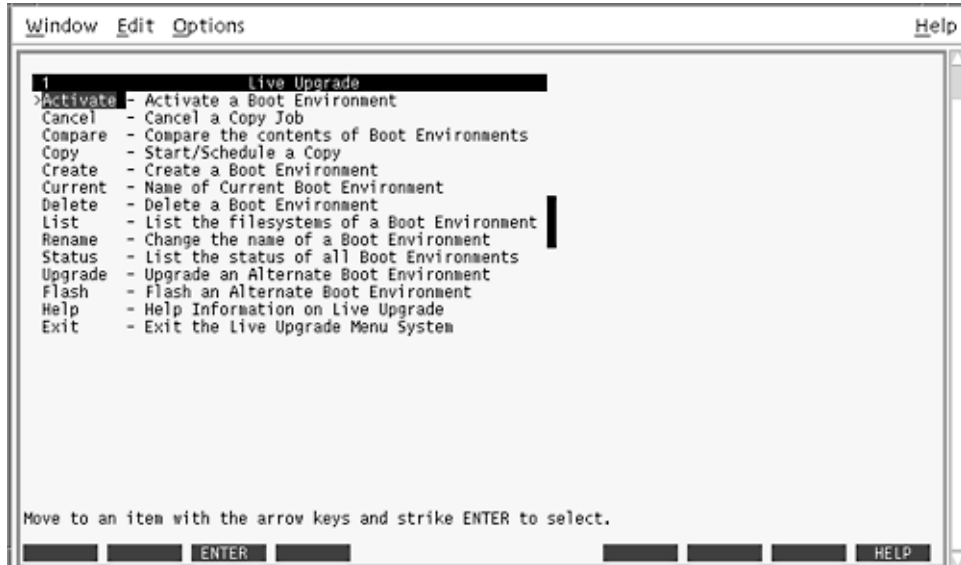 Window Edit Options Help
1 Live Upgrade
>Activate - Activate a Boot Environment
Cancel - Cancel a Copy Job
Compare - Compare the contents of Boot Environments
Copy - Start/Schedule a Copy
Create - Create a Boot Environment
Current - Name of Current Boot Environment
Delete - Delete a Boot Environment
List - List the filesystems of a Boot Environment
Rename - Change the name of a Boot Environment
Status - List the status of all Boot Environments
Upgrade - Upgrade an Alternate Boot Environment
Flash - Flash an Alternate Boot Environment
Help - Help Information on Live Upgrade
Exit - Exit the Live Upgrade Menu System
Move to an item with the arrow keys and strike ENTER to select.
ENTER HELP